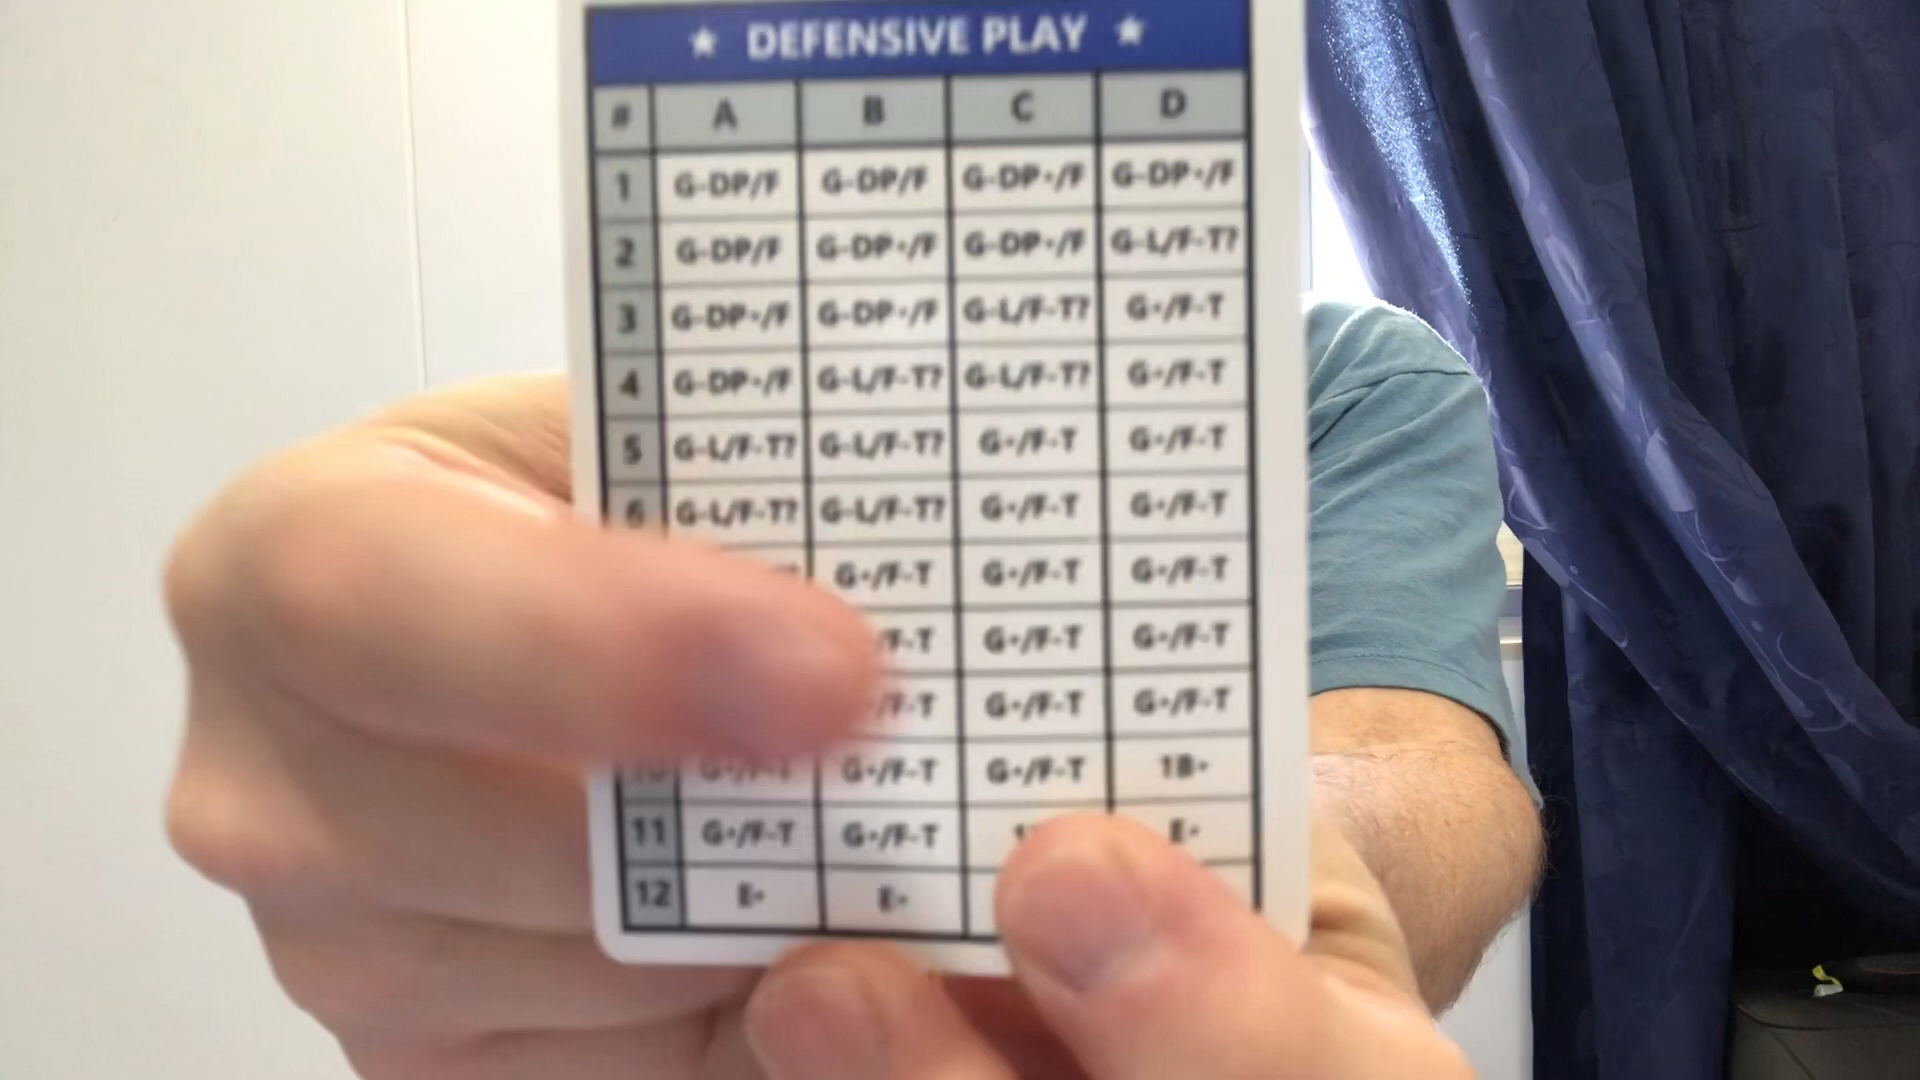 ★ DEFENSIVE PLAY ★
# A B C D
1 G-DP/F G-DP/F G-DP•/F G-DP•/F
2 G-DP/F G-DP•/F G-DP•/F G-L/F-T?
3 G-DP•/F G-DP•/F G-L/F-T? G•/F-T
4 G-DP•/F G-L/F-T? G-L/F-T? G•/F-T
5 G-L/F-T? G-L/F-T? G•/F-T G•/F-T
6 G-L/F-T? G-L/F-T? G•/F-T G•/F-T
G•/F-T G•/F-T G•/F-T
/F-T G•/F-T G•/F-T
/F-T G•/F-T G•/F-T
10 G•/F-T G•/F-T G•/F-T 1B•
11 G•/F-T G•/F-T E•
12 E• E•